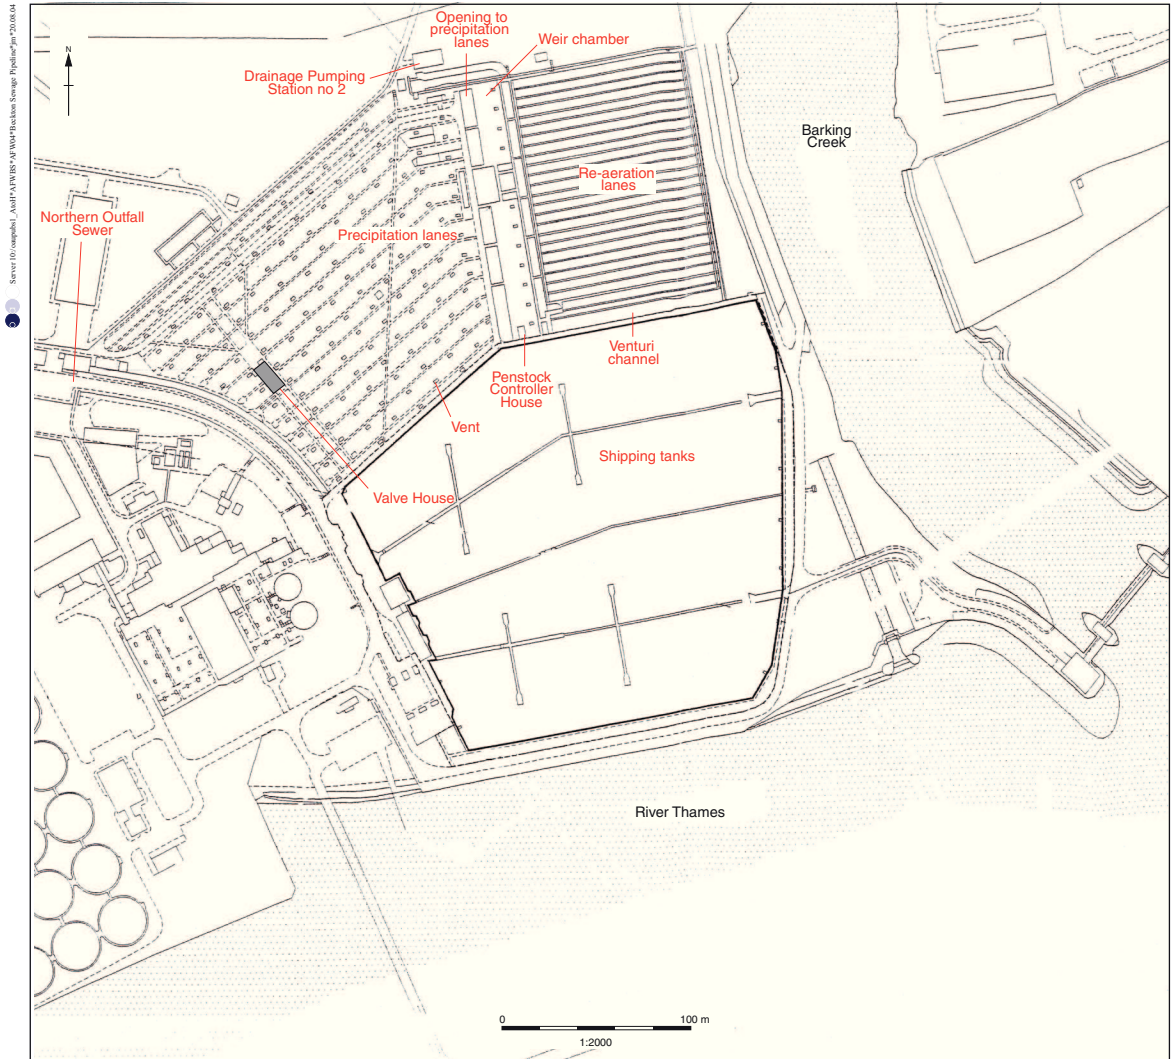 Opening to
precipitation
lanes
Weir chamber
Drainage Pumping
Station no 2
N
Barking
Creek
Re-aeration
lanes
Northern Outfall
Sewer
Precipitation lanes
Venturi
channel
Penstock
Controller
House
Vent
Shipping tanks
Valve House
River Thames
0
100 m
1:2000